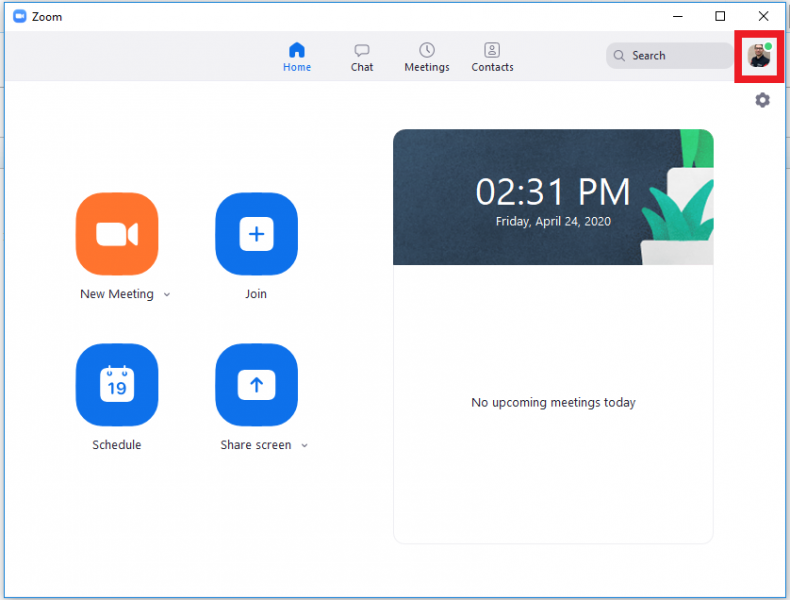 Zoom
Home
Chat
Meetings
Contacts
Search
02:31 PM
Friday, April 24, 2020
New Meeting
Join
19
Schedule
Share screen
No upcoming meetings today